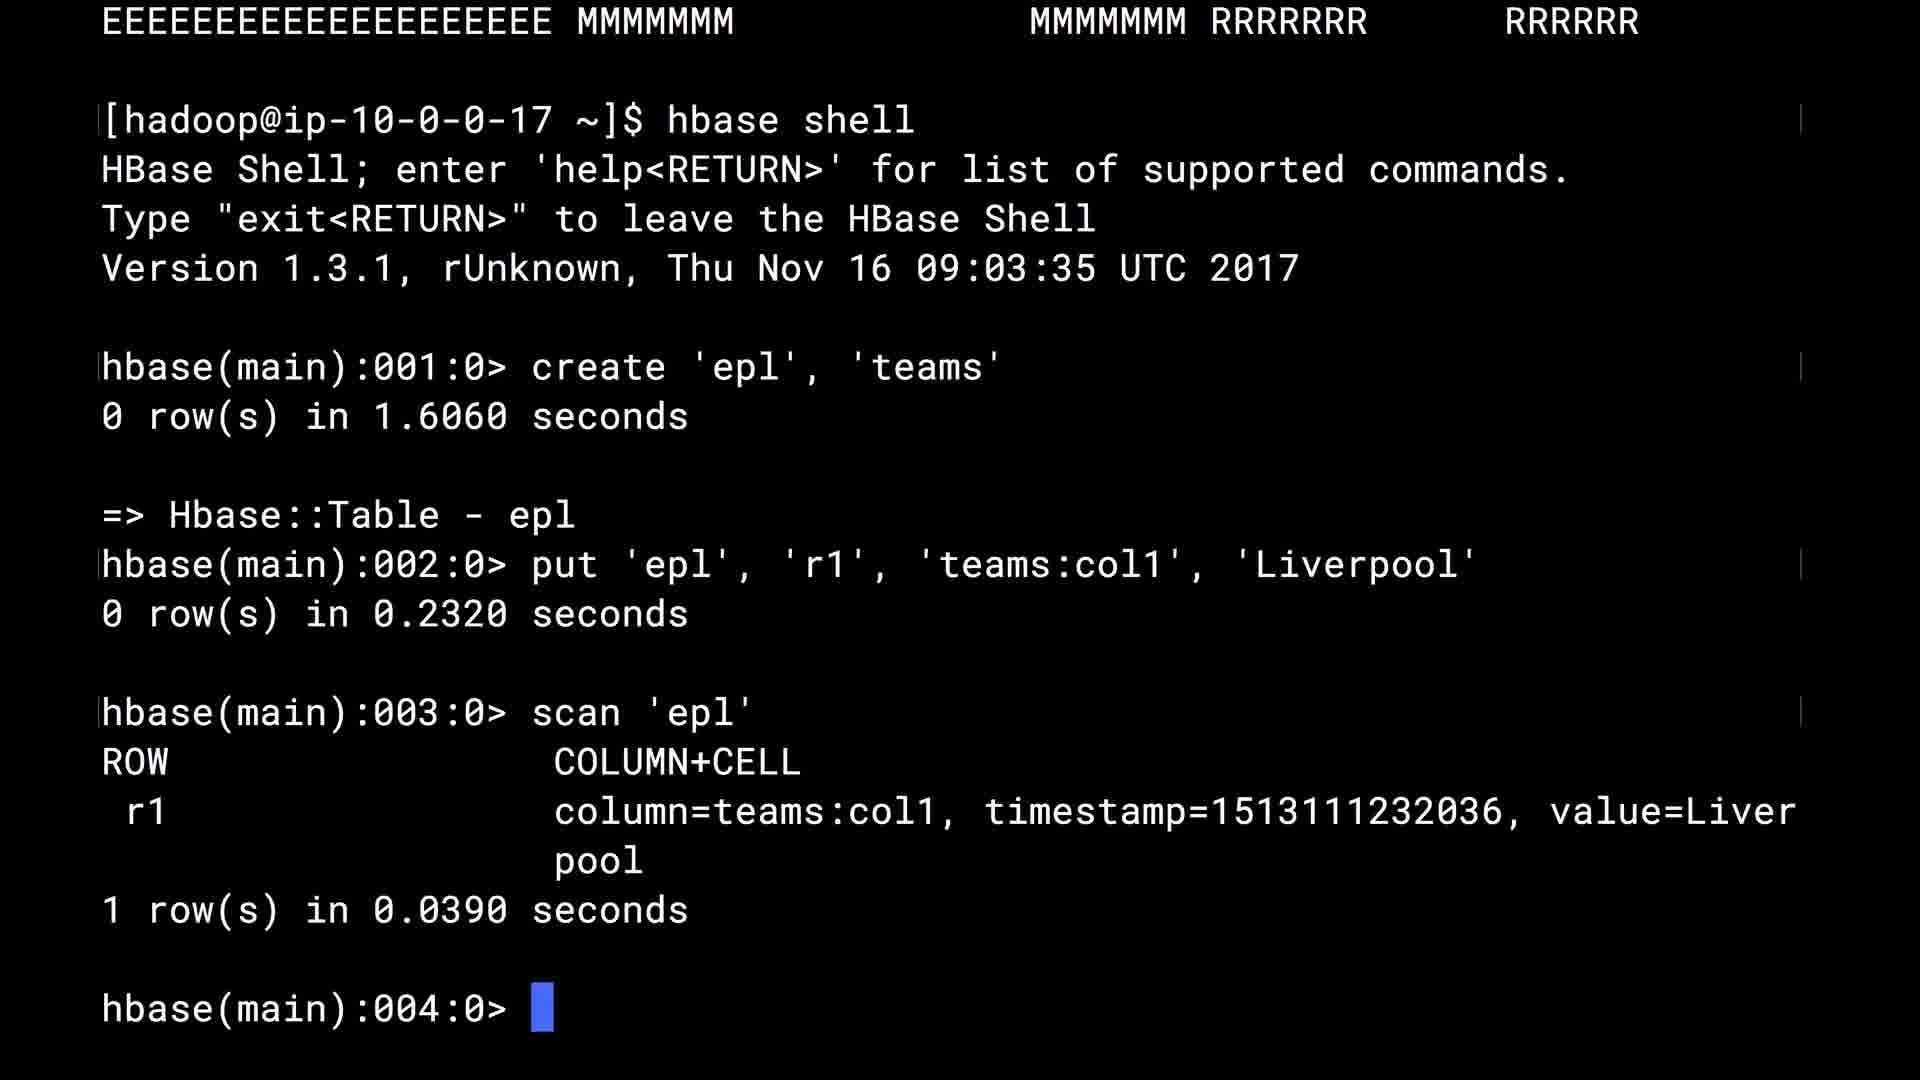 EEEEEEEEEEEEEEEEEEEE MMMMMMM             MMMMMMM RRRRRRR      RRRRRR
[hadoop@ip-10-0-0-17 ~]$ hbase shell
HBase Shell; enter 'help<RETURN>' for list of supported commands.
Type "exit<RETURN>" to leave the HBase Shell
Version 1.3.1, rUnknown, Thu Nov 16 09:03:35 UTC 2017
hbase(main):001:0> create 'epl', 'teams'
0 row(s) in 1.6060 seconds
=> Hbase::Table - epl
hbase(main):002:0> put 'epl', 'r1', 'teams:col1', 'Liverpool'
0 row(s) in 0.2320 seconds
hbase(main):003:0> scan 'epl'
ROW                 COLUMN+CELL
 r1                 column=teams:col1, timestamp=1513111232036, value=Liver
                    pool
1 row(s) in 0.0390 seconds
hbase(main):004:0>